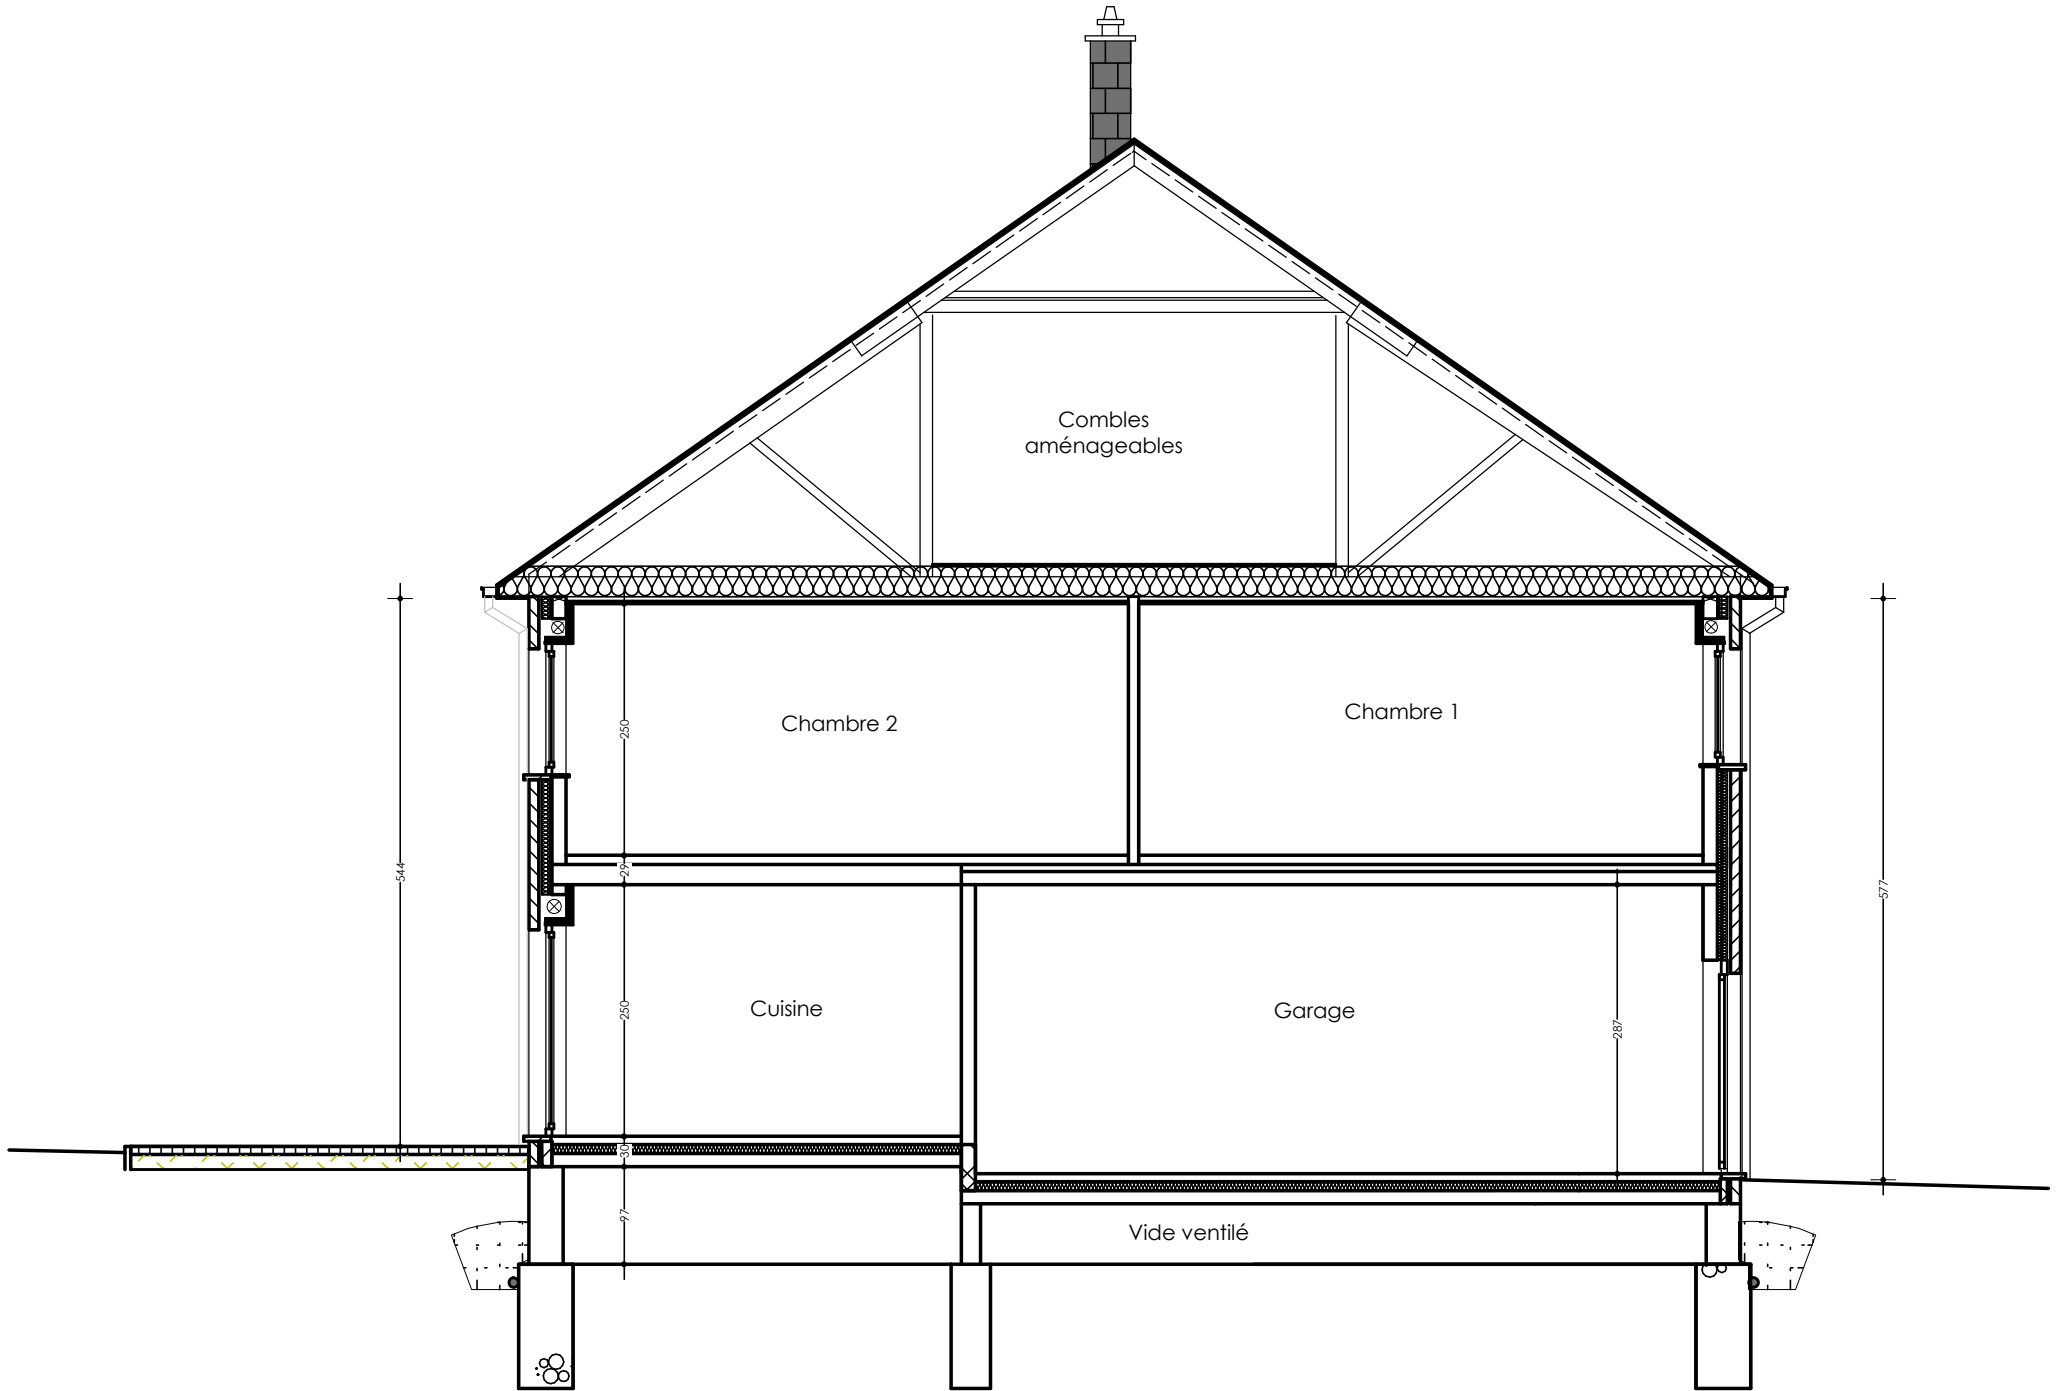 Combles
aménageables
Chambre 2
Chambre 1
250
29
544
577
Cuisine
Garage
250
287
30
97
Vide ventilé